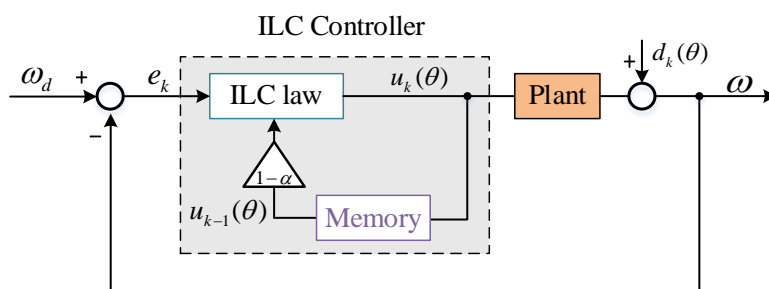 ILC Controller
ω_d
+
−
e_k
ILC law
u_k(θ)
Plant
+
d_k(θ)
ω
1−α
u_{k−1}(θ)
Memory